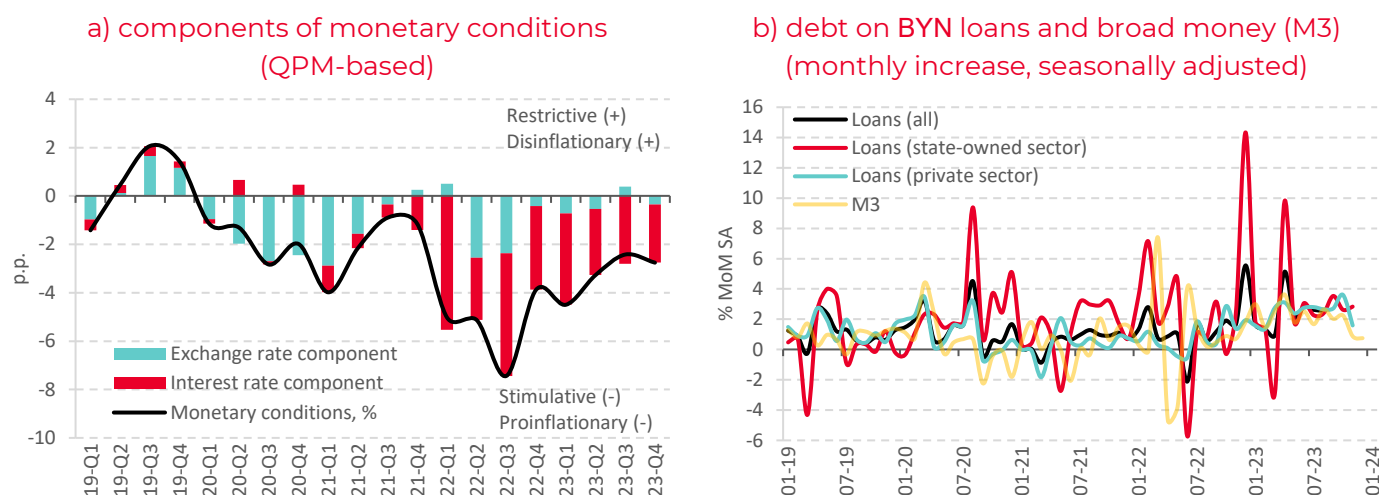 a) components of monetary conditions
(QPM-based)
4
2
0
-2
-4
-6
-8
-10
p.p.
Restrictive (+)
Disinflationary (+)
Exchange rate component
Interest rate component
Monetary conditions, %
Stimulative (-)
Proinflationary (-)
19-Q1
19-Q2
19-Q3
19-Q4
20-Q1
20-Q2
20-Q3
20-Q4
21-Q1
21-Q2
21-Q3
21-Q4
22-Q1
22-Q2
22-Q3
22-Q4
23-Q1
23-Q2
23-Q3
23-Q4
b) debt on BYN loans and broad money (M3)
(monthly increase, seasonally adjusted)
16
14
12
10
8
6
4
2
0
-2
-4
-6
% MoM SA
Loans (all)
Loans (state-owned sector)
Loans (private sector)
M3
01-19
07-19
01-20
07-20
01-21
07-21
01-22
07-22
01-23
07-23
01-24